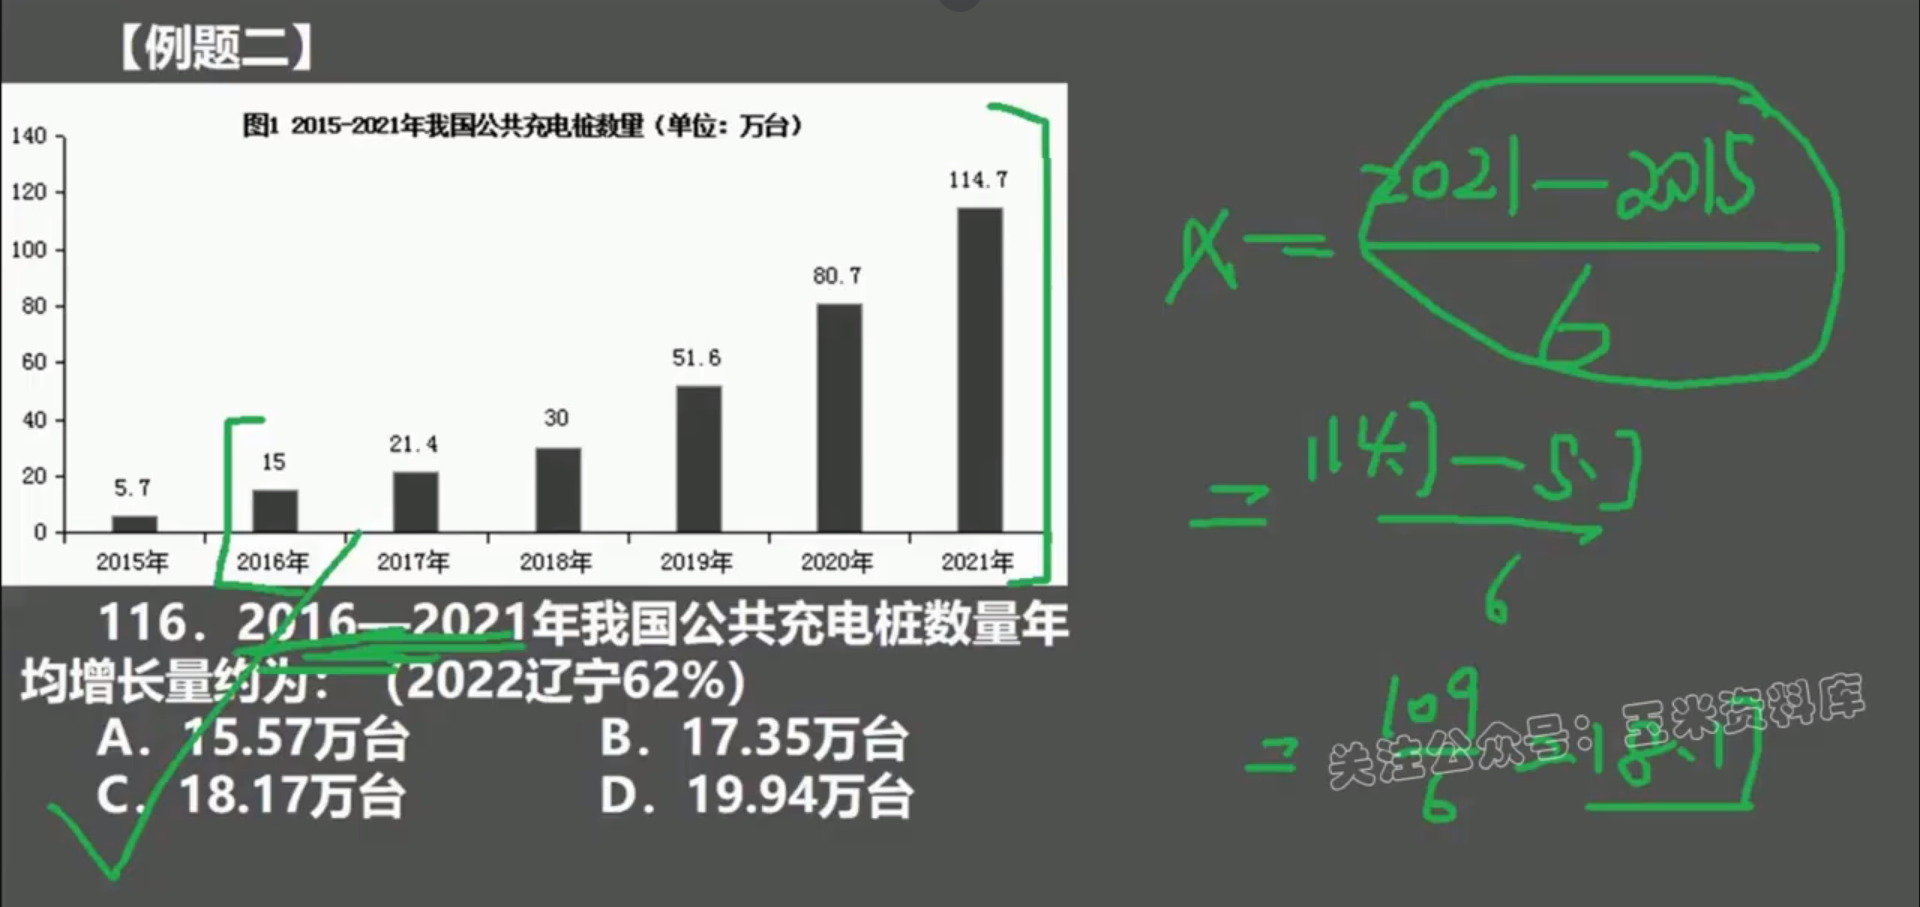 【例题二】
图1 2015-2021年我国公共充电桩数量（单位：万台）
140
120
100
80
60
40
20
0
5.7
15
21.4
30
51.6
80.7
114.7
2015年 2016年 2017年 2018年 2019年 2020年 2021年
116. 2016—2021年我国公共充电桩数量年
均增长量约为：（2022辽宁62%）
A. 15.57万台 B. 17.35万台
C. 18.17万台 D. 19.94万台
2021—2015
x=
6
= 114.7—5.7
6
109
= =18.17
6
关注公众号：玉米资料库